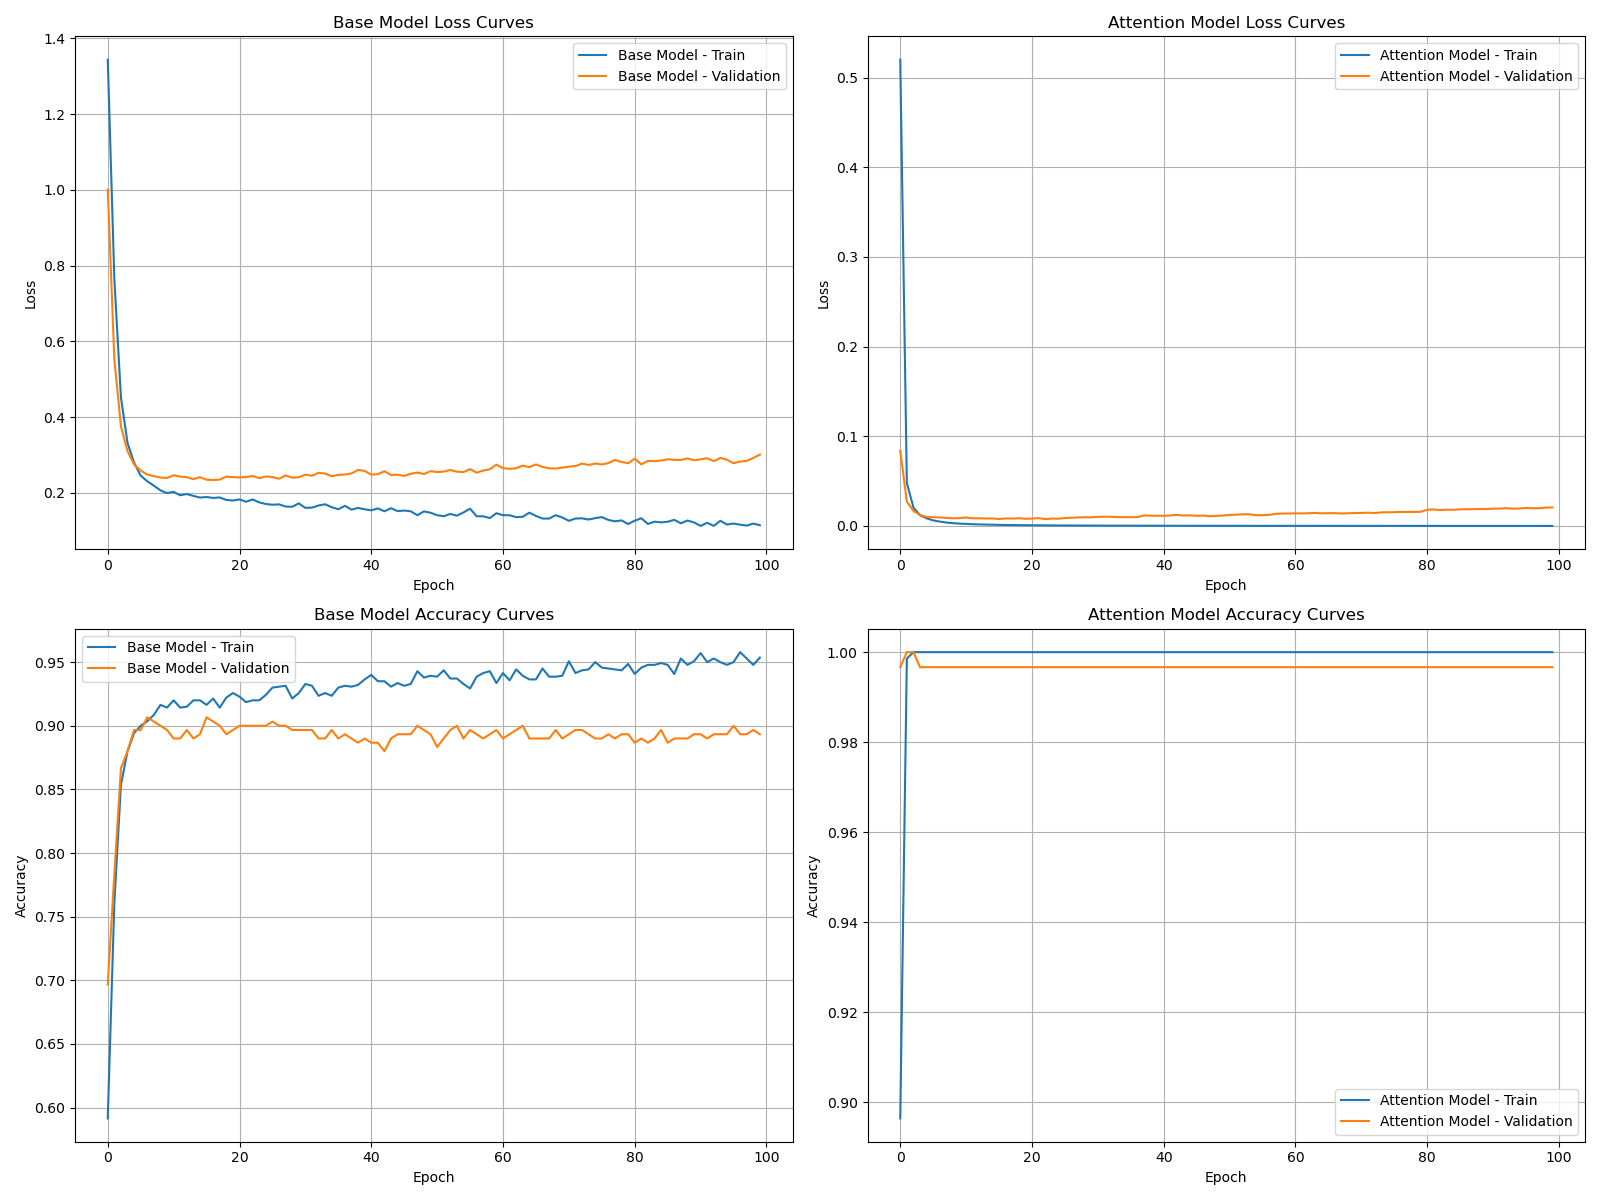 Base Model Loss Curves
1.4
1.2
1.0
0.8
0.6
0.4
0.2
Loss
Base Model - Train
Base Model - Validation
0 20 40 60 80 100
Epoch
Attention Model Loss Curves
0.5
0.4
0.3
0.2
0.1
0.0
Loss
Attention Model - Train
Attention Model - Validation
0 20 40 60 80 100
Epoch
Base Model Accuracy Curves
0.95
0.90
0.85
0.80
0.75
0.70
0.65
0.60
Accuracy
Base Model - Train
Base Model - Validation
0 20 40 60 80 100
Epoch
Attention Model Accuracy Curves
1.00
0.98
0.96
0.94
0.92
0.90
Accuracy
Attention Model - Train
Attention Model - Validation
0 20 40 60 80 100
Epoch